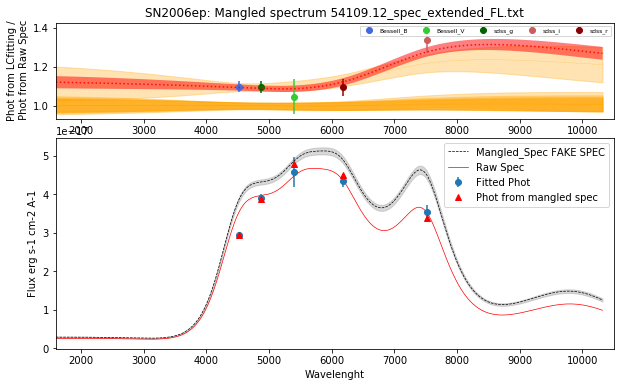 SN2006ep: Mangled spectrum 54109.12_spec_extended_FL.txt
Phot from LCfitting /
Phot from Raw Spec
1.4
1.2
1.0
Bessell_B
Bessell_V
sdss_g
sdss_i
sdss_r
2000 3000 4000 5000 6000 7000 8000 9000 10000
1e−17
Flux erg s-1 cm-2 A-1
5
4
3
2
1
0
Mangled_Spec FAKE SPEC
Raw Spec
Fitted Phot
Phot from mangled spec
2000 3000 4000 5000 6000 7000 8000 9000 10000
Wavelenght